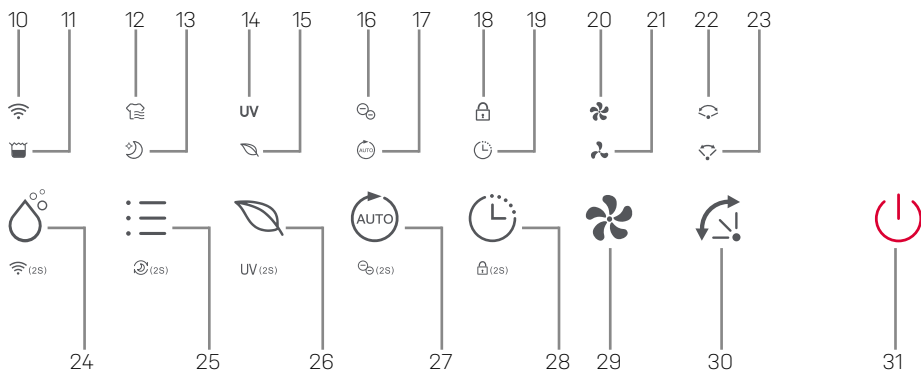 10 11 12 13 14 15 16 17 18 19 20 21 22 23
UV
AUTO
AUTO
(2S) (2S) UV (2S) (2S) (2S)
24 25 26 27 28 29 30 31